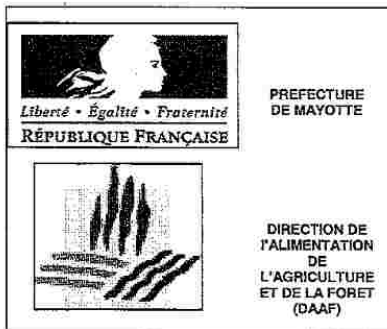 Liberté • Égalité • Fraternité
RÉPUBLIQUE FRANÇAISE
PREFECTURE
DE MAYOTTE
DIRECTION DE
l'ALIMENTATION
DE
L'AGRICULTURE
ET DE LA FORET
(DAAF)